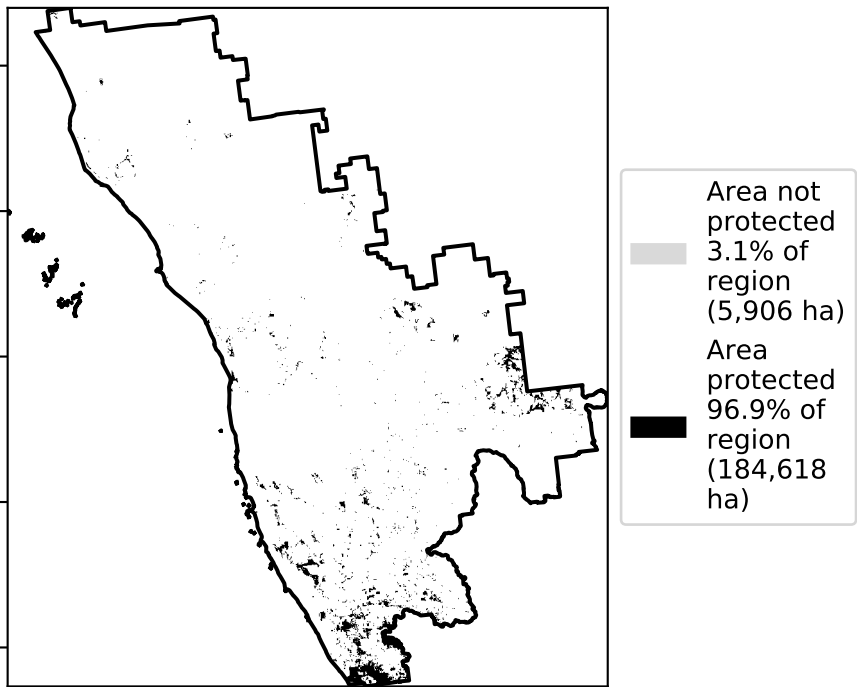 Area not
protected
3.1% of
region
(5,906 ha)
Area
protected
96.9% of
region
(184,618
ha)